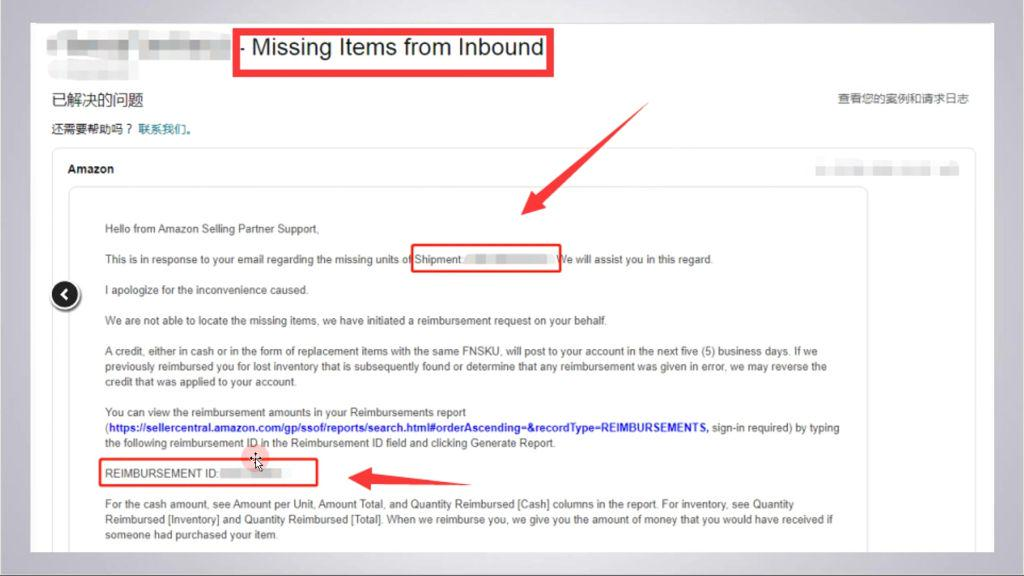 - Missing Items from Inbound
已解决的问题
查看您的案例和请求日志
还需要帮助吗？ 联系我们。
Amazon
Hello from Amazon Selling Partner Support,
This is in response to your email regarding the missing units of Shipment: We will assist you in this regard.
I apologize for the inconvenience caused.
We are not able to locate the missing items, we have initiated a reimbursement request on your behalf.
A credit, either in cash or in the form of replacement items with the same FNSKU, will post to your account in the next five (5) business days. If we
previously reimbursed you for lost inventory that is subsequently found or determine that any reimbursement was given in error, we may reverse the
credit that was applied to your account.
You can view the reimbursement amounts in your Reimbursements report
(https://sellercentral.amazon.com/gp/ssof/reports/search.html#orderAscending=&recordType=REIMBURSEMENTS, sign-in required) by typing
the following reimbursement ID in the Reimbursement ID field and clicking Generate Report.
REIMBURSEMENT ID:
For the cash amount, see Amount per Unit, Amount Total, and Quantity Reimbursed [Cash] columns in the report. For inventory, see Quantity
Reimbursed [Inventory] and Quantity Reimbursed [Total]. When we reimburse you, we give you the amount of money that you would have received if
someone had purchased your item.